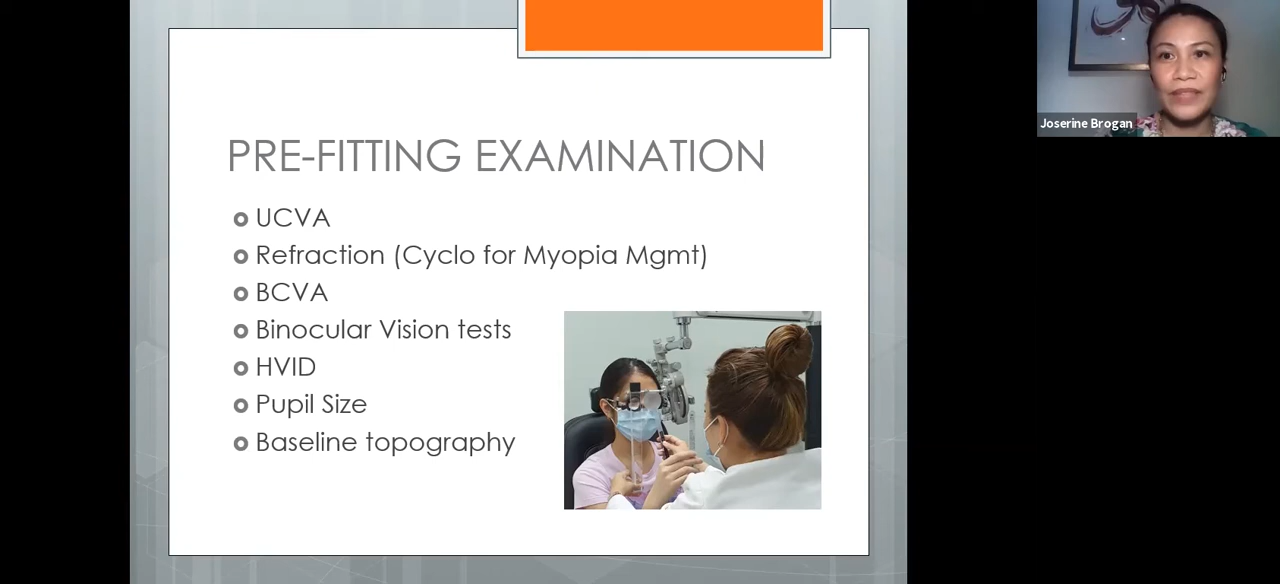 PRE-FITTING EXAMINATION
UCVA
Refraction (Cyclo for Myopia Mgmt)
BCVA
Binocular Vision tests
HVID
Pupil Size
Baseline topography
Joserine Brogan